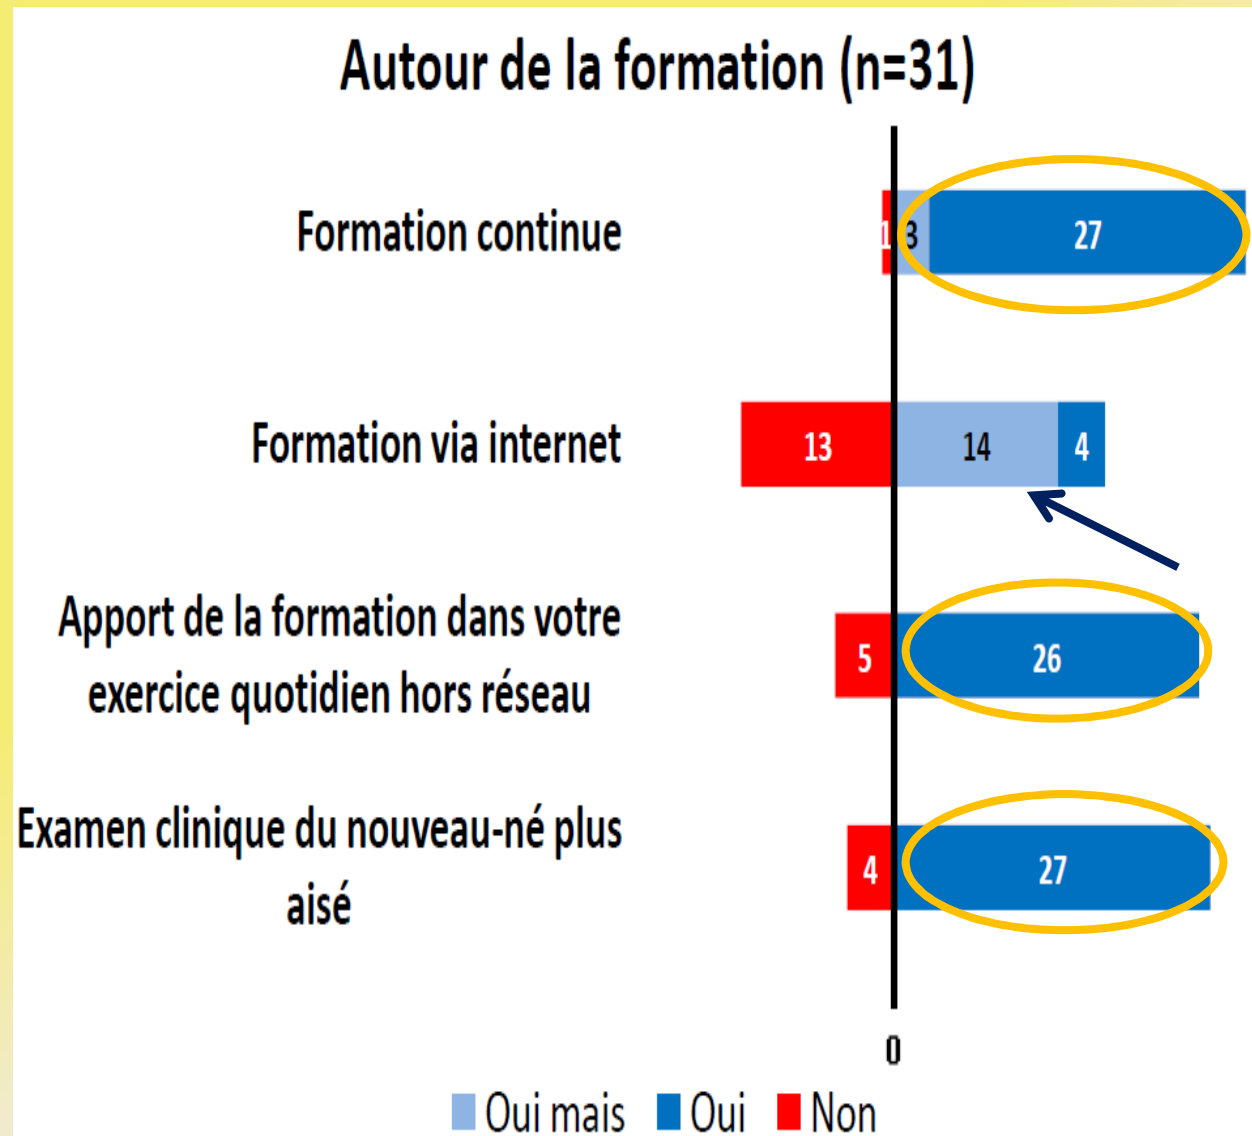 Autour de la formation (n=31)
Formation continue
1 3 27
Formation via internet
13 14 4
Apport de la formation dans votre
exercice quotidien hors réseau
5 26
Examen clinique du nouveau-né plus
aisé
4 27
0
Oui mais Oui Non